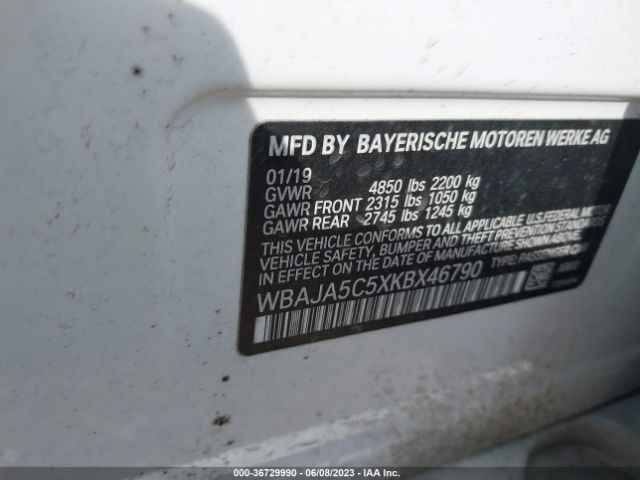 MFD BY BAYERISCHE MOTOREN WERKE AG
01/19
GVWR 4850 lbs 2200 kg
GAWR FRONT 2315 lbs 1050 kg
GAWR REAR 2745 lbs 1245 kg
THIS VEHICLE CONFORMS TO ALL APPLICABLE U.S. FEDERAL MOTOR
VEHICLE SAFETY, BUMPER AND THEFT PREVENTION STANDARDS
IN EFFECT ON THE DATE OF MANUFACTURE SHOWN ABOVE.
WBAJA5C5XKBX46790 TYPE: PASSENGER CAR
000-36729990 - 06/08/2023 - IAA Inc.